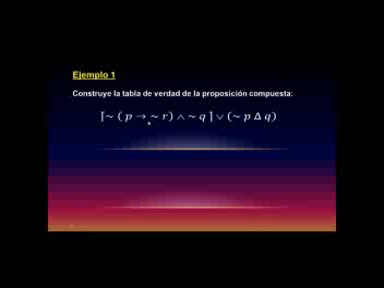 Ejemplo 1
Construye la tabla de verdad de la proposición compuesta:
[~ ( p → ~ r) ∧ ~ q ] ∨ (~ p Δ q)